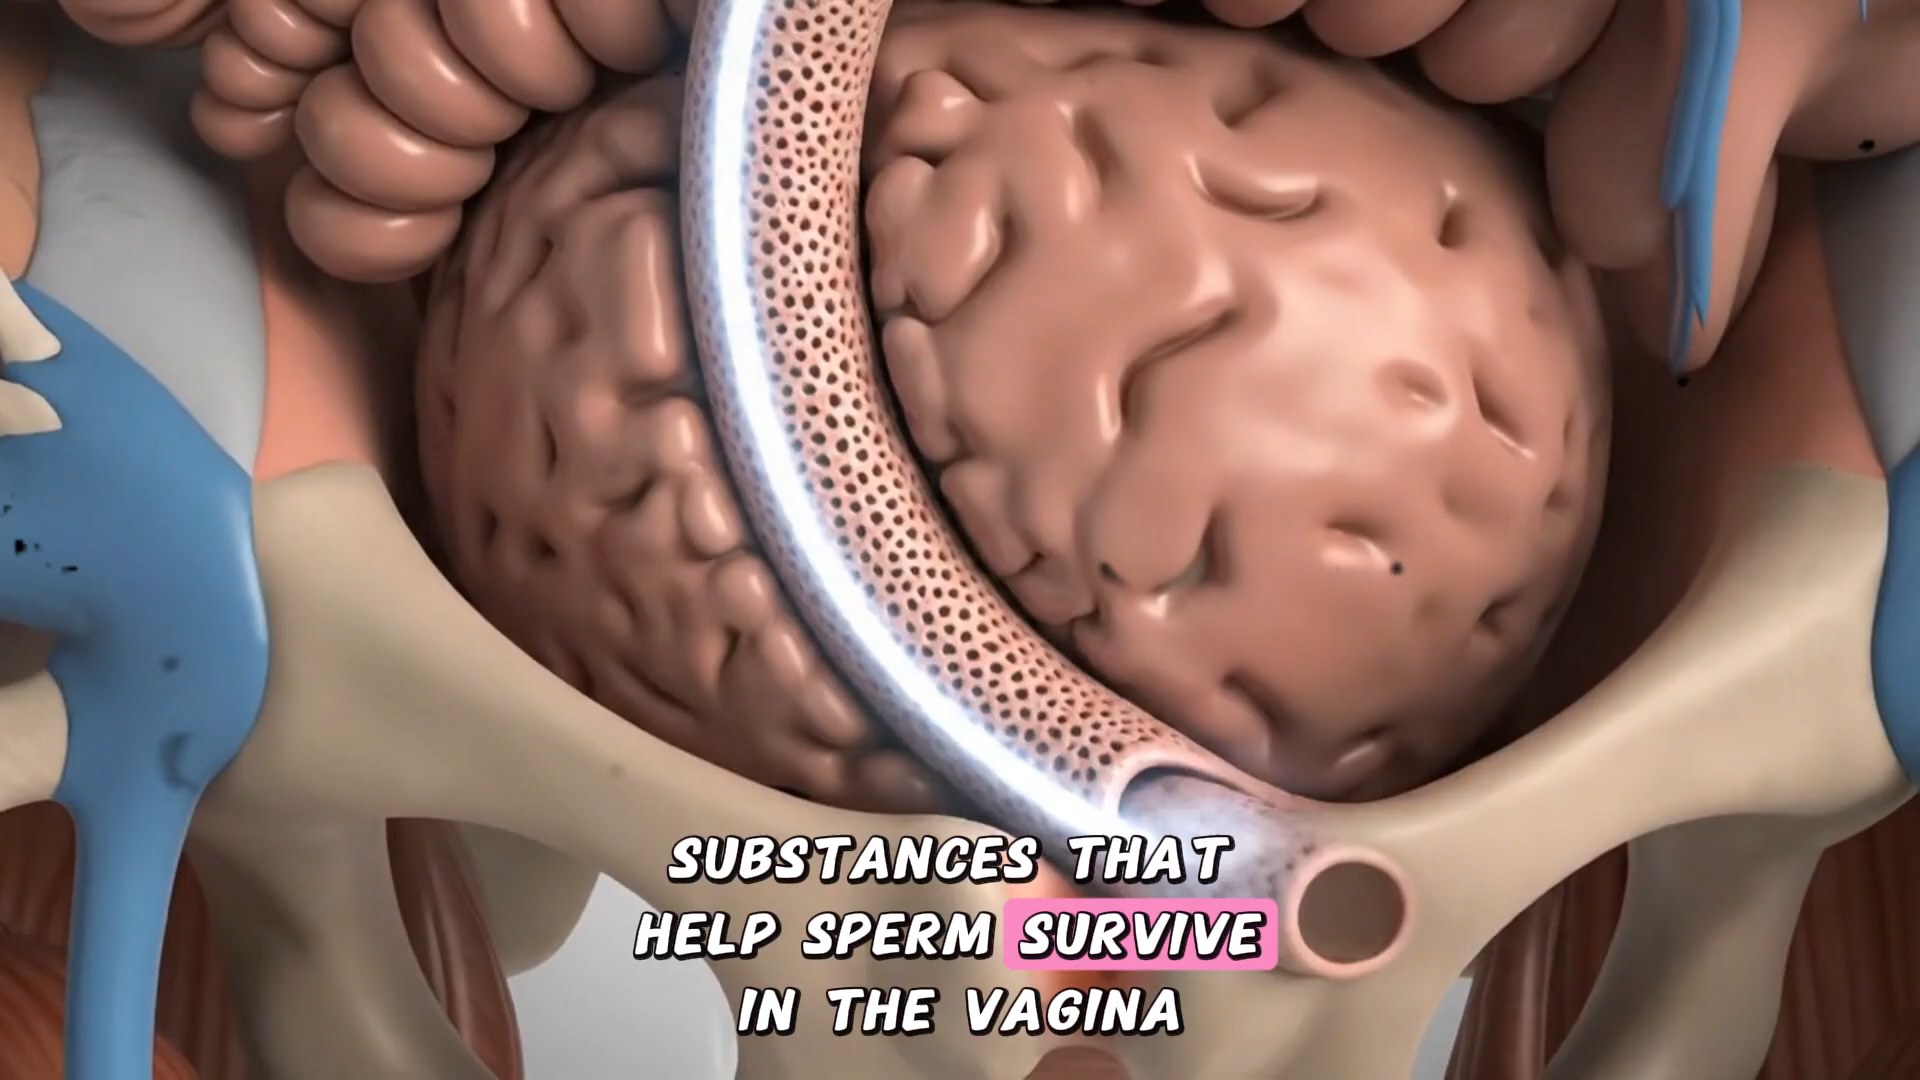 SUBSTANCES THAT
HELP SPERM SURVIVE
IN THE VAGINA